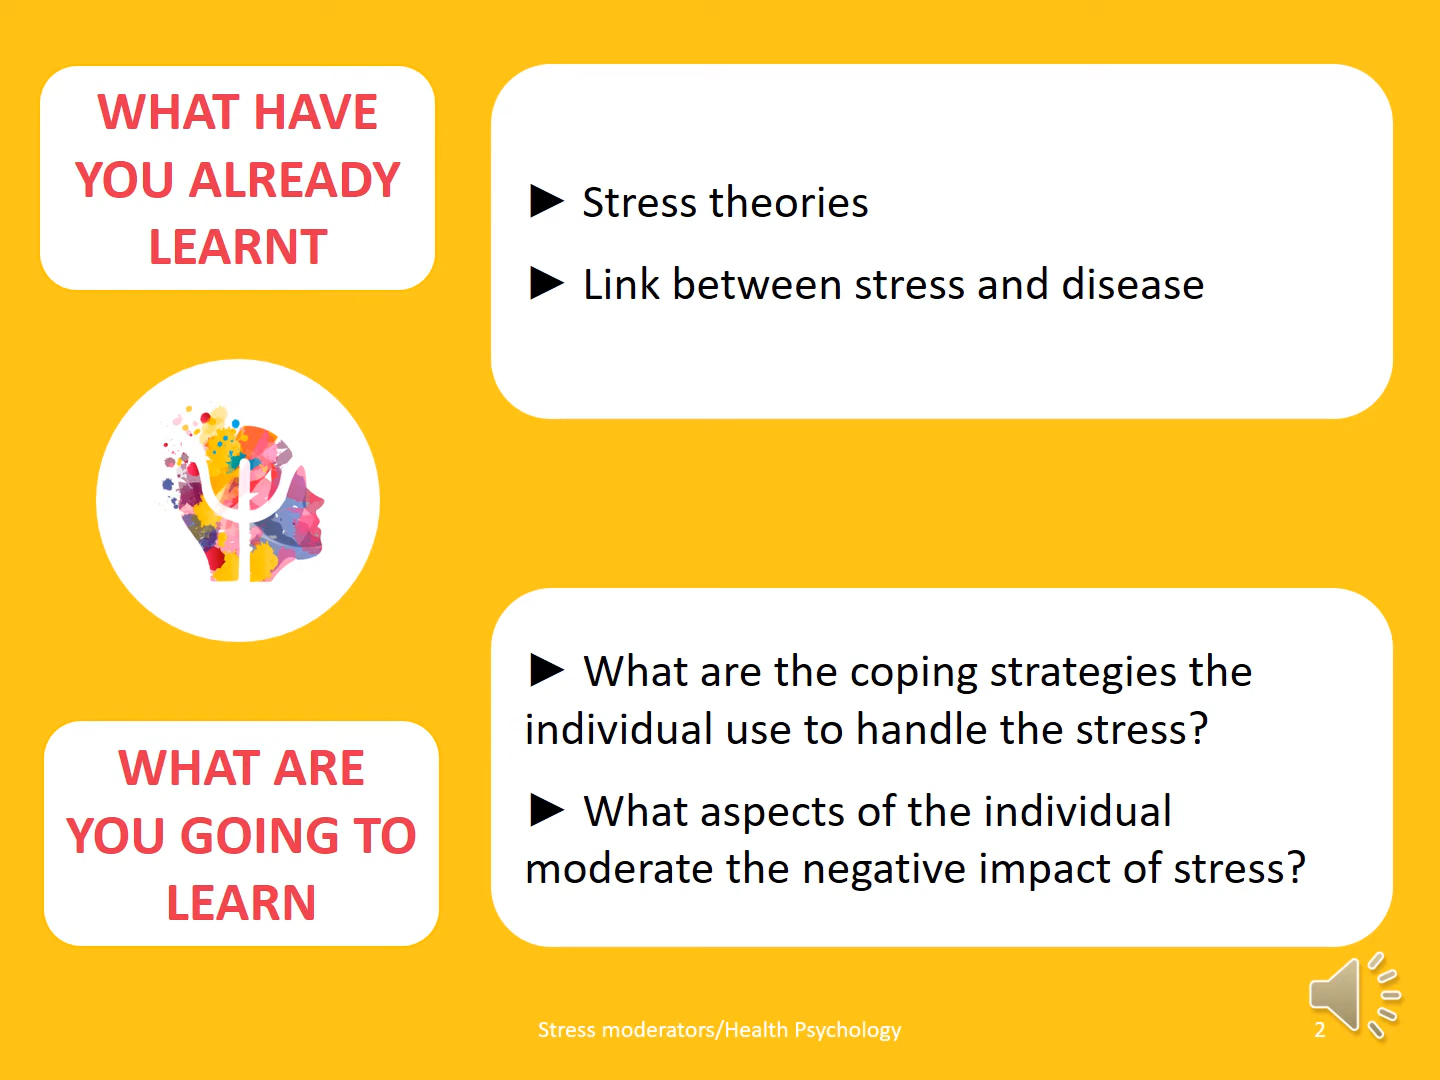 WHAT HAVE
YOU ALREADY
LEARNT
► Stress theories
► Link between stress and disease
WHAT ARE
YOU GOING TO
LEARN
► What are the coping strategies the
individual use to handle the stress?
► What aspects of the individual
moderate the negative impact of stress?
Stress moderators/Health Psychology
2